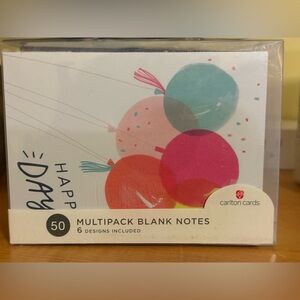 HAPP
DAY
carlton cards
50
MULTIPACK BLANK NOTES
6 DESIGNS INCLUDED